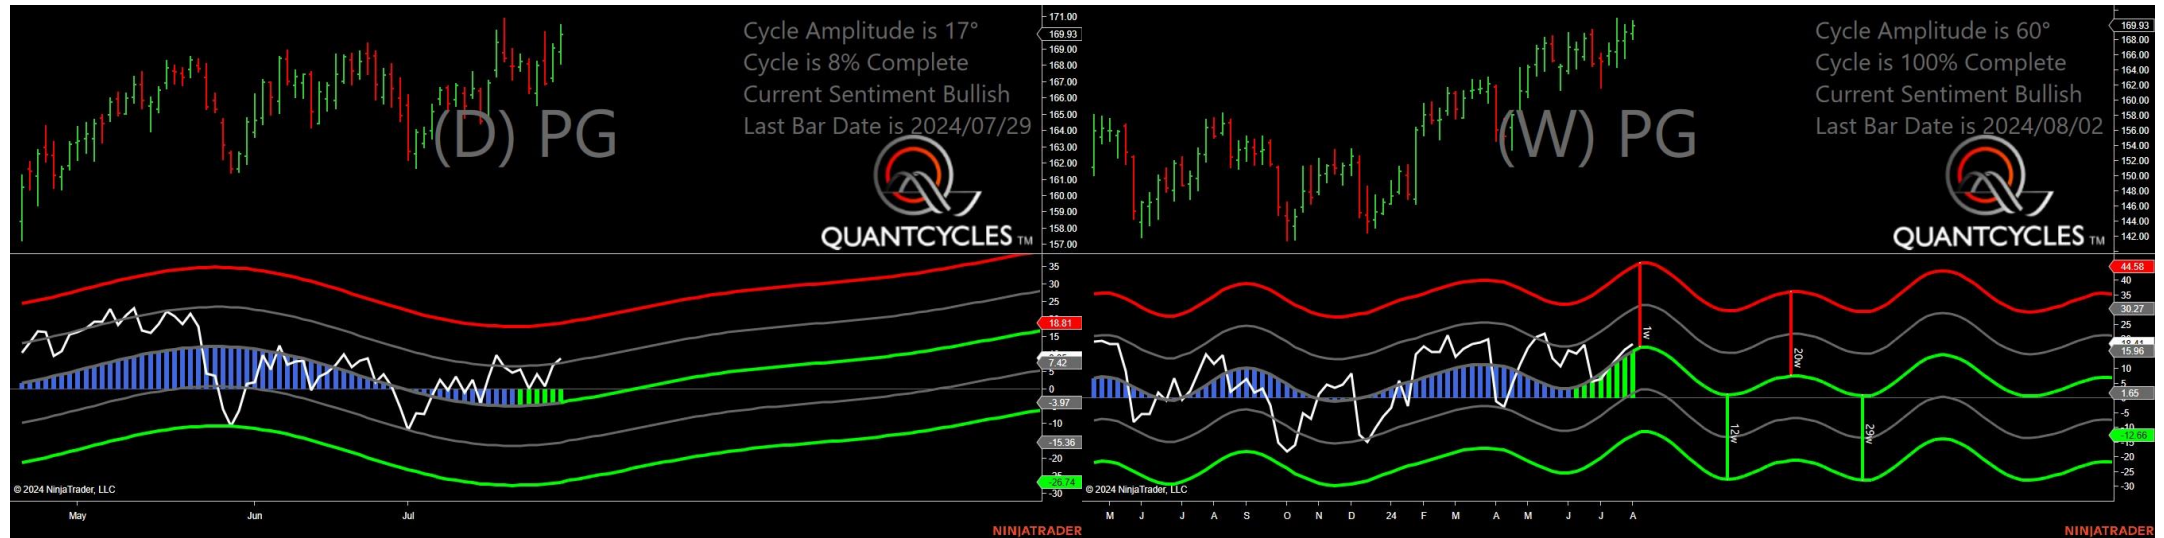 Cycle Amplitude is 17°
Cycle is 8% Complete
Current Sentiment Bullish
Last Bar Date is 2024/07/29
(D) PG
QUANTCYCLES TM
171.00
169.93
169.00
168.00
167.00
166.00
165.00
164.00
163.00
162.00
161.00
160.00
159.00
158.00
157.00
35
30
25
18.81
15
7.42
5
0
-3.97
-10
-15.36
-20
-26.74
-30
© 2024 NinjaTrader, LLC
May Jun Jul
NINJATRADER
Cycle Amplitude is 60°
Cycle is 100% Complete
Current Sentiment Bullish
Last Bar Date is 2024/08/02
(W) PG
QUANTCYCLES TM
169.93
168.00
166.00
164.00
162.00
160.00
158.00
156.00
154.00
152.00
150.00
148.00
146.00
144.00
142.00
44.58
40
35
30.27
25
15.96
10
5
1.65
-5
-12.66
-20
-25
-30
1w
20w
12w
29w
© 2024 NinjaTrader, LLC
M J J A S O N D 24 F M A M J J A
NINJATRADER